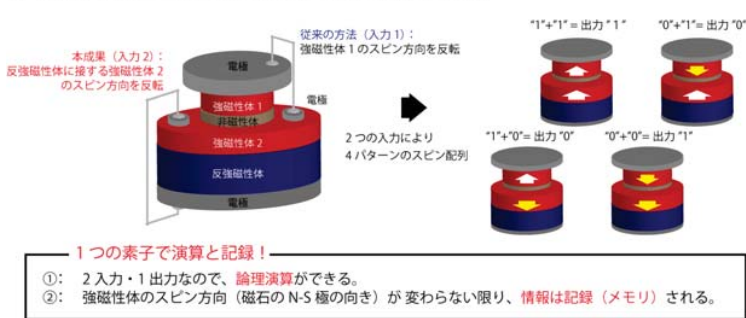 本成果（入力 2）：
反強磁性体に接する強磁性体 2
のスピン方向を反転
従来の方法（入力 1）：
強磁性体 1 のスピン方向を反転
電極
電極
強磁性体 1
非磁性体
強磁性体 2
反強磁性体
電極
2 つの入力により
4 パターンのスピン配列
"1"+"1" = 出力 "1"
"0"+"1"= 出力 "0"
"1"+"0"= 出力 "0"
"0"+"0"= 出力 "1"
1 つの素子で演算と記録！
①： 2 入力・1 出力なので、論理演算ができる。
②： 強磁性体のスピン方向（磁石の N-S 極の向き）が 変わらない限り、情報は記録（メモリ）される。